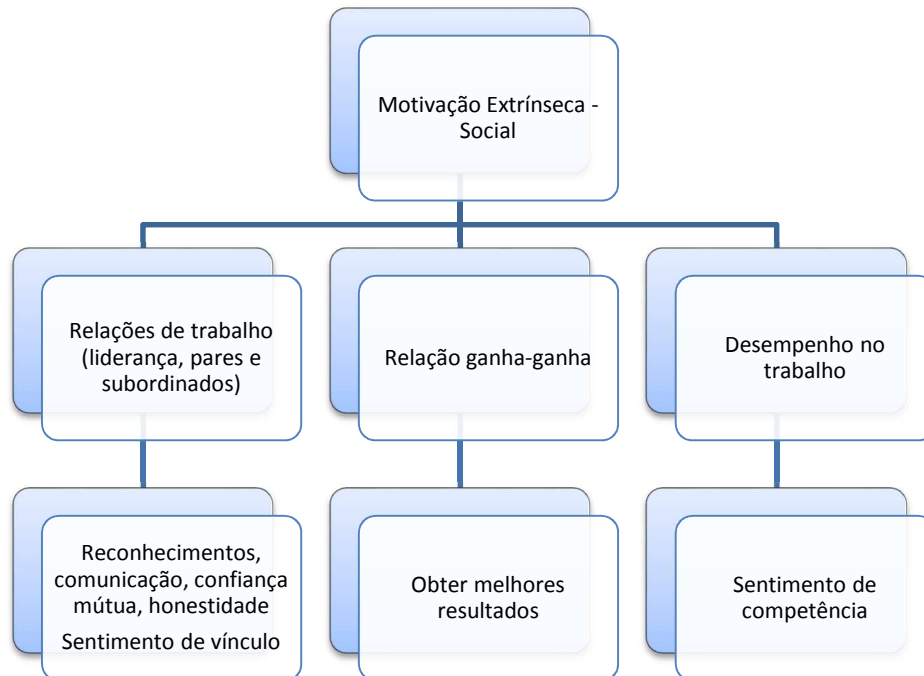 Motivação Extrínseca -
Social
Relações de trabalho
(liderança, pares e
subordinados)
Relação ganha-ganha
Desempenho no
trabalho
Reconhecimentos,
comunicação, confiança
mútua, honestidade
Sentimento de vínculo
Obter melhores
resultados
Sentimento de
competência